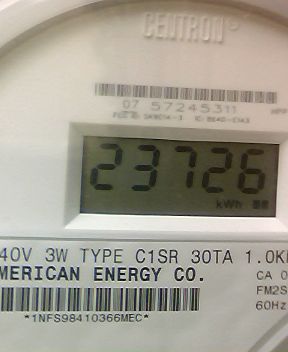 CENTRON®
07 57245311
23726
kWh
40V 3W TYPE C1SR 30TA 1.0K
MERICAN ENERGY CO.
CA 0
FM2S
60Hz
*1NFS98410366MEC*